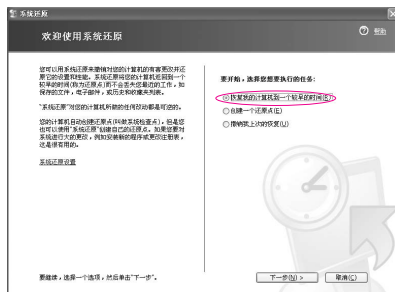 系统还原
欢迎使用系统还原
帮助
您可以用系统还原来撤销对您的计算机的有害更改并还
原它的设置和性能。系统还原将您的计算机返回到一个
较早的时间(称为还原点)而不会丢失您最近的工作，如
保存的文件，电子邮件，或历史和收藏夹列表。
“系统还原”对您的计算机所做的任何改动都是可逆的。
您的计算机自动创建还原点(叫做系统检查点)，但是您
也可以使用“系统还原”创建自己的还原点。如果您要对
系统进行大的更改，例如安装新的程序或更改注册表，
这是很有用的。
系统还原设置
要开始，选择您想要执行的任务:
恢复我的计算机到一个较早的时间(R)
创建一个还原点(E)
撤销我上次的恢复(U)
要继续，选择一个选项，然后单击“下一步”。
下一步(N) >
取消(C)